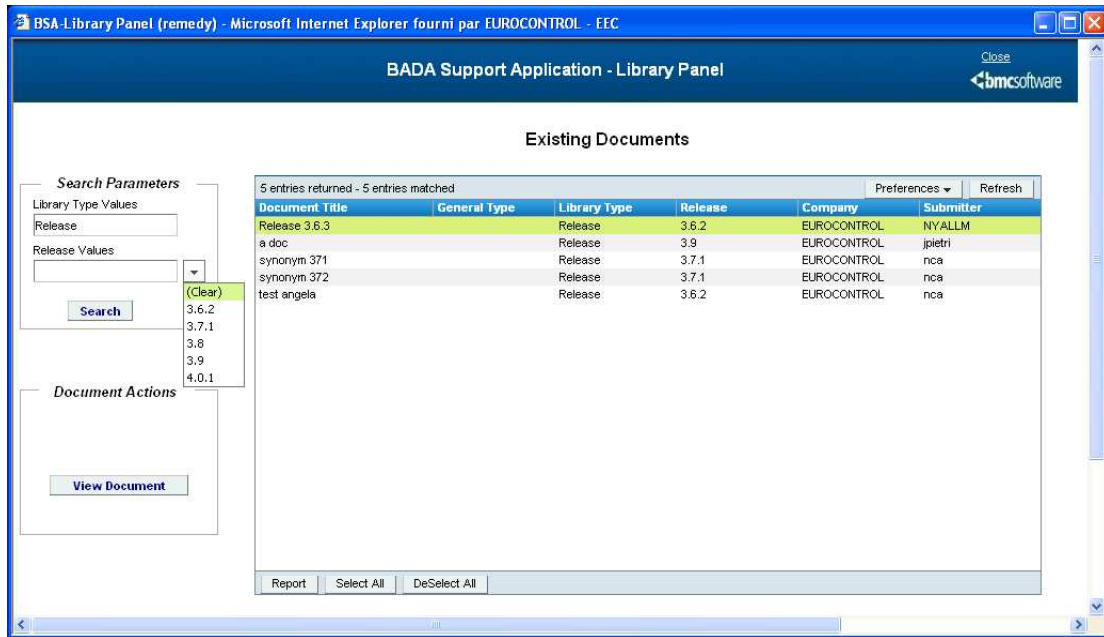 BSA-Library Panel (remedy) - Microsoft Internet Explorer fourni par EUROCONTROL - EEC
BADA Support Application - Library Panel
Close
bmcsoftware
Existing Documents
Search Parameters
Library Type Values
Release
Release Values
(Clear)
3.6.2
3.7.1
3.8
3.9
4.0.1
Search
Document Actions
View Document
5 entries returned - 5 entries matched Preferences Refresh
Document Title General Type Library Type Release Company Submitter
Release 3.6.3 Release 3.6.2 EUROCONTROL NYALLM
a doc Release 3.9 EUROCONTROL jpietri
synonym 371 Release 3.7.1 EUROCONTROL nca
synonym 372 Release 3.7.1 EUROCONTROL nca
test angela Release 3.6.2 EUROCONTROL nca
Report Select All DeSelect All